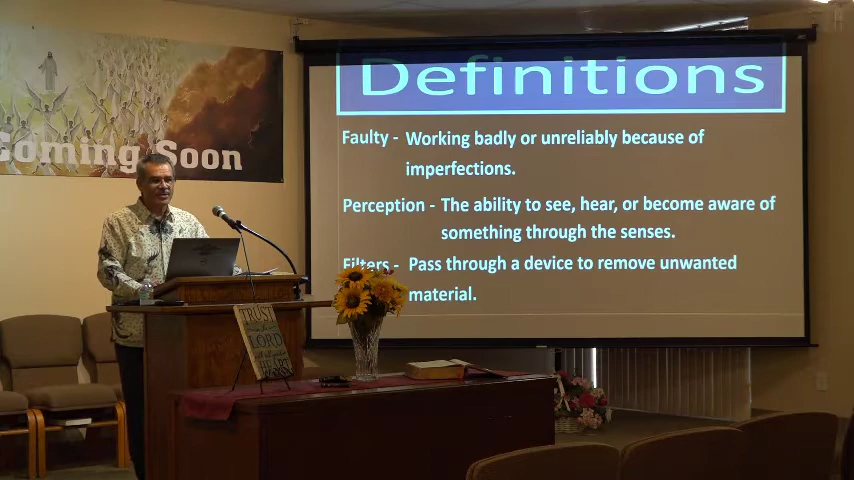 Coming Soon
Definitions
Faulty - Working badly or unreliably because of
imperfections.
Perception - The ability to see, hear, or become aware of
something through the senses.
Filters - Pass through a device to remove unwanted
material.
TRUST
LORD
HEART